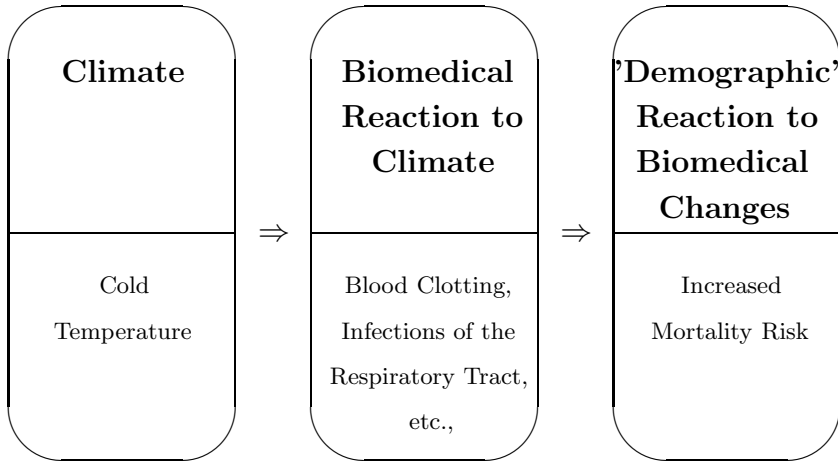 Climate
Cold
Temperature
⇒
Biomedical
Reaction to
Climate
Blood Clotting,
Infections of the
Respiratory Tract,
etc.,
⇒
’Demographic’
Reaction to
Biomedical
Changes
Increased
Mortality Risk